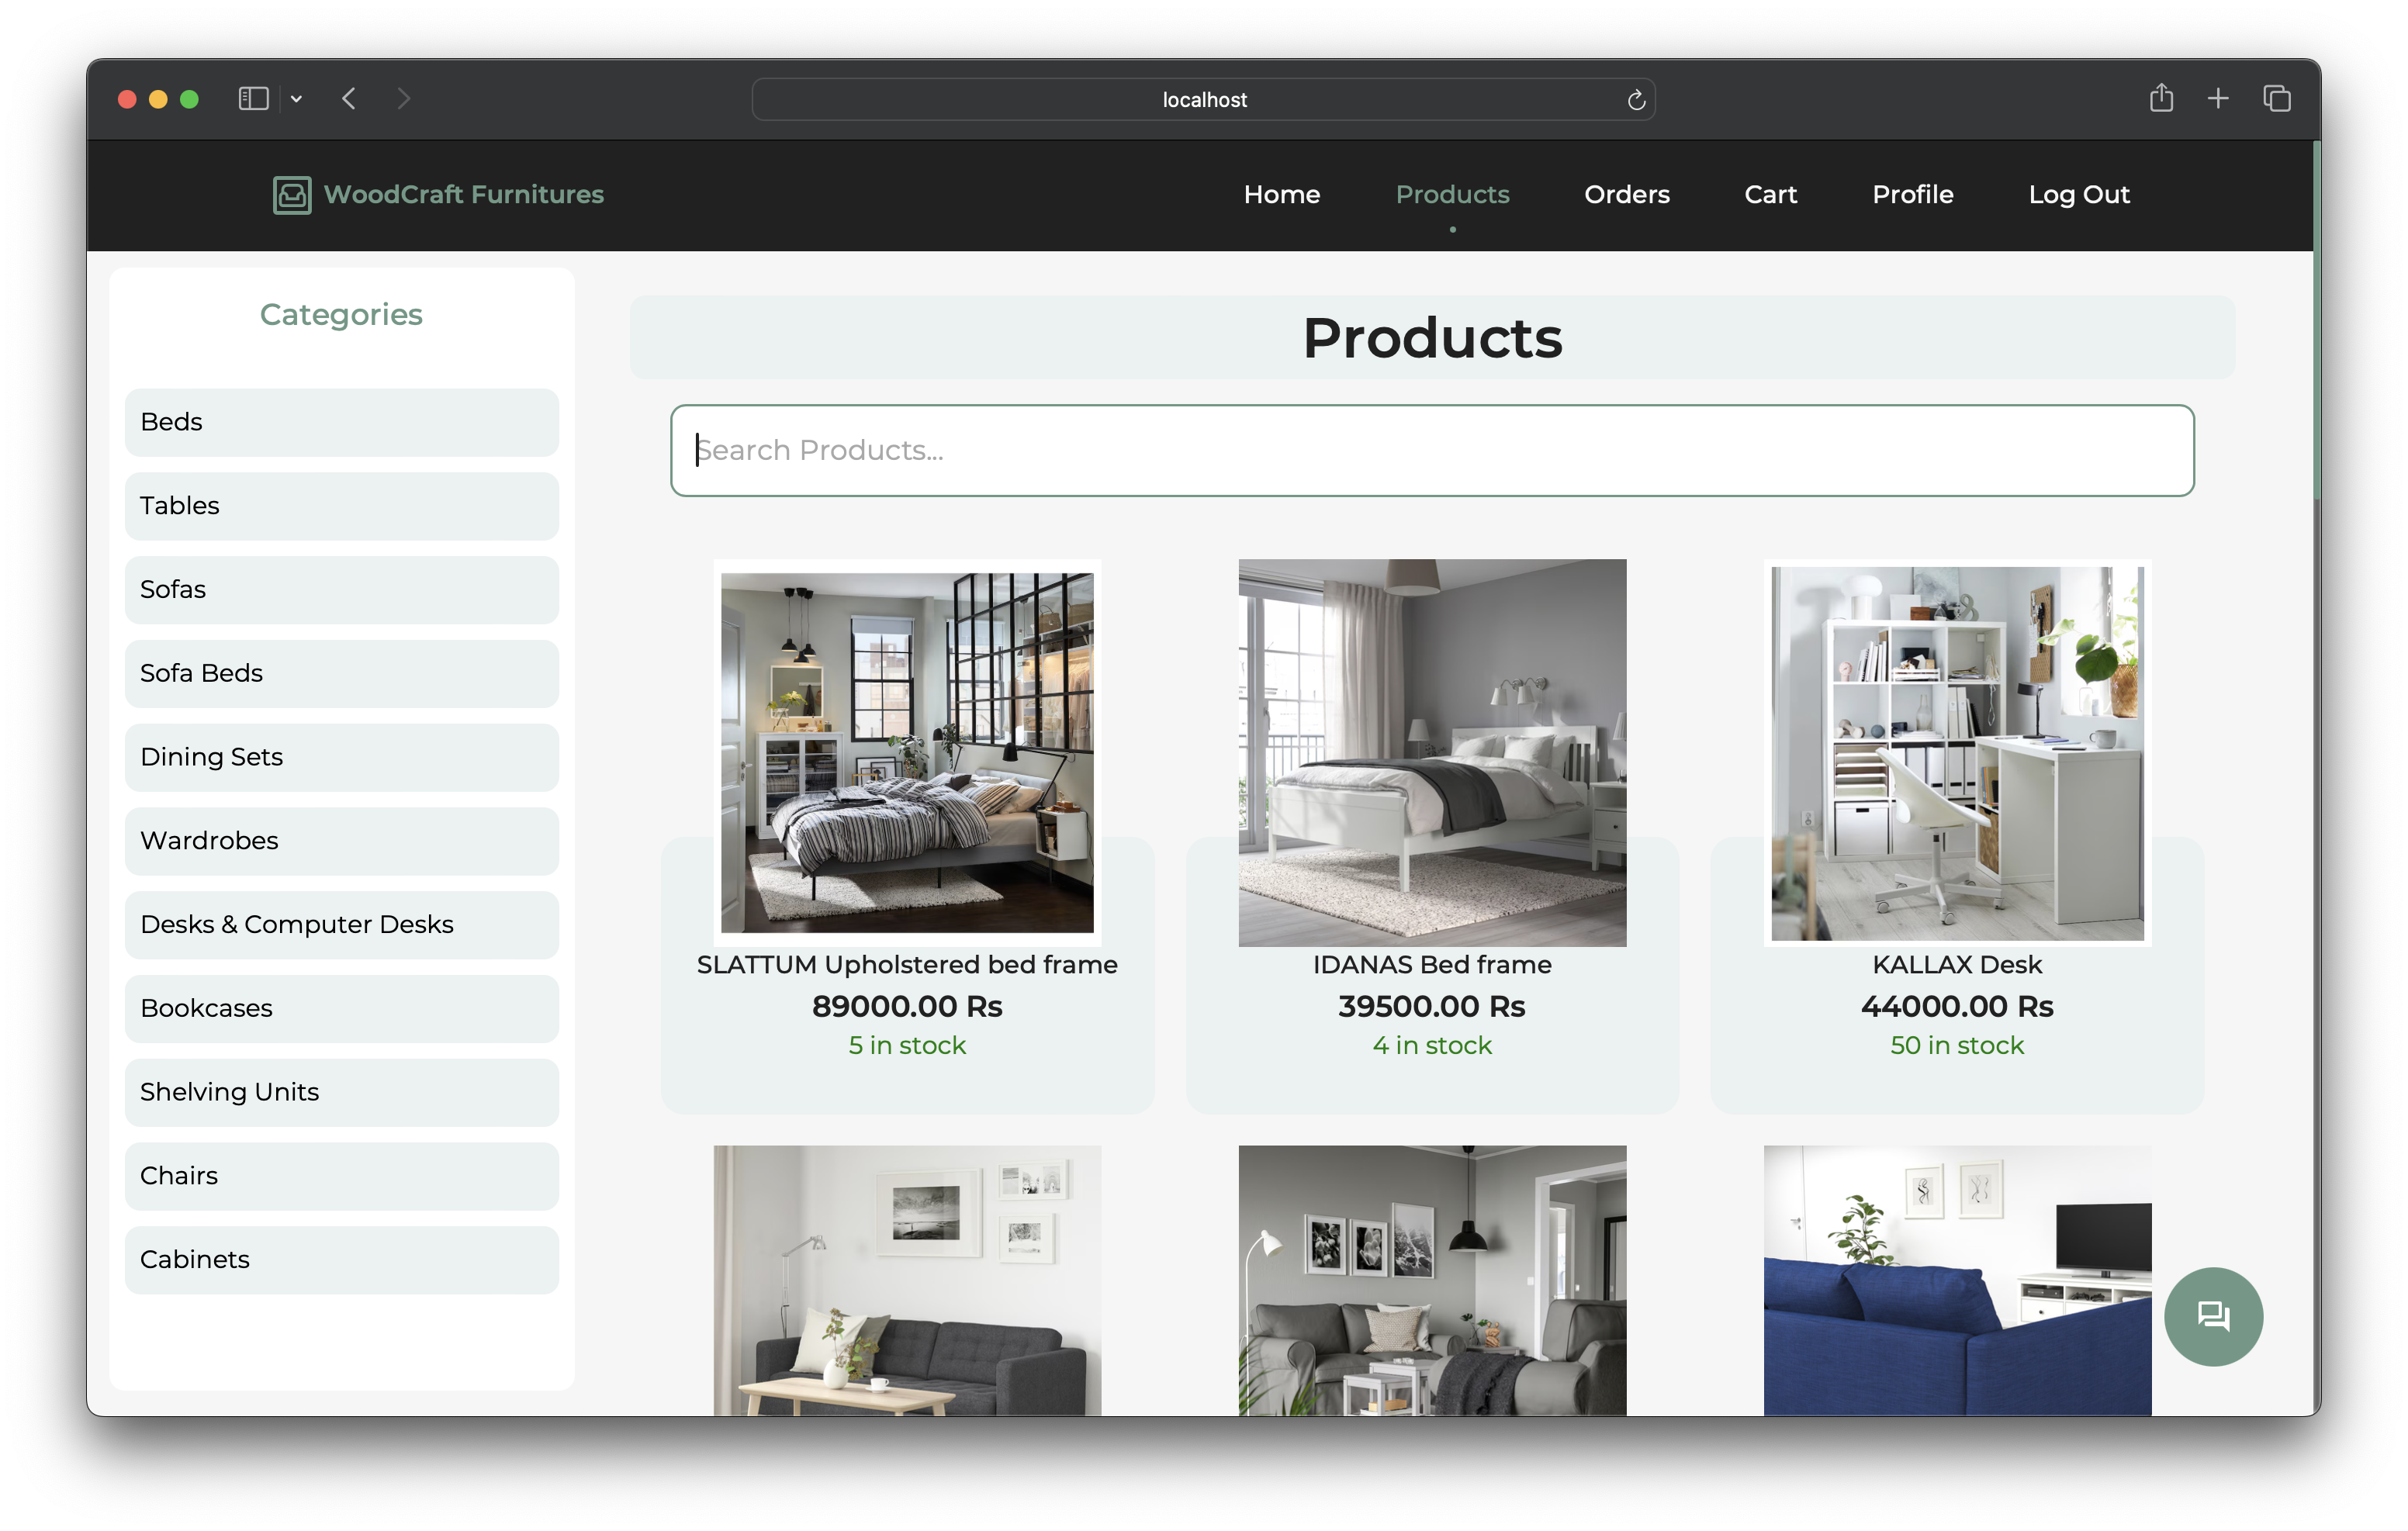 localhost
WoodCraft Furnitures
Home
Products
Orders
Cart
Profile
Log Out
Categories
Beds
Tables
Sofas
Sofa Beds
Dining Sets
Wardrobes
Desks & Computer Desks
Bookcases
Shelving Units
Chairs
Cabinets
Products
Search Products...
SLATTUM Upholstered bed frame
89000.00 Rs
5 in stock
IDANAS Bed frame
39500.00 Rs
4 in stock
KALLAX Desk
44000.00 Rs
50 in stock